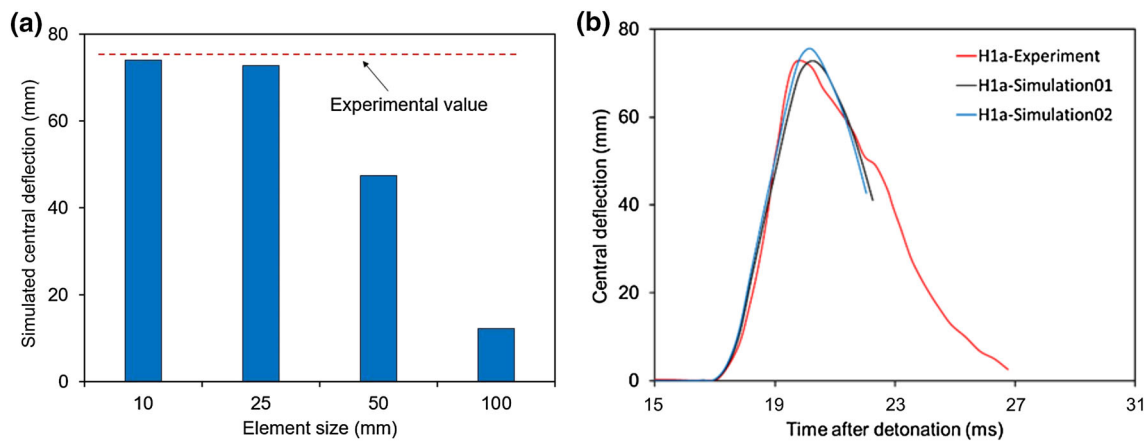 (a)
80
60
40
20
0
Simulated central deflection (mm)
Experimental value
10 25 50 100
Element size (mm)
(b)
80
60
40
20
0
Central deflection (mm)
H1a-Experiment
H1a-Simulation01
H1a-Simulation02
15 19 23 27 31
Time after detonation (ms)